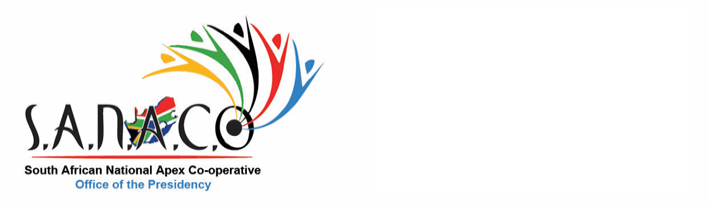 S.A.N.A.C.O
South African National Apex Co-operative
Office of the Presidency